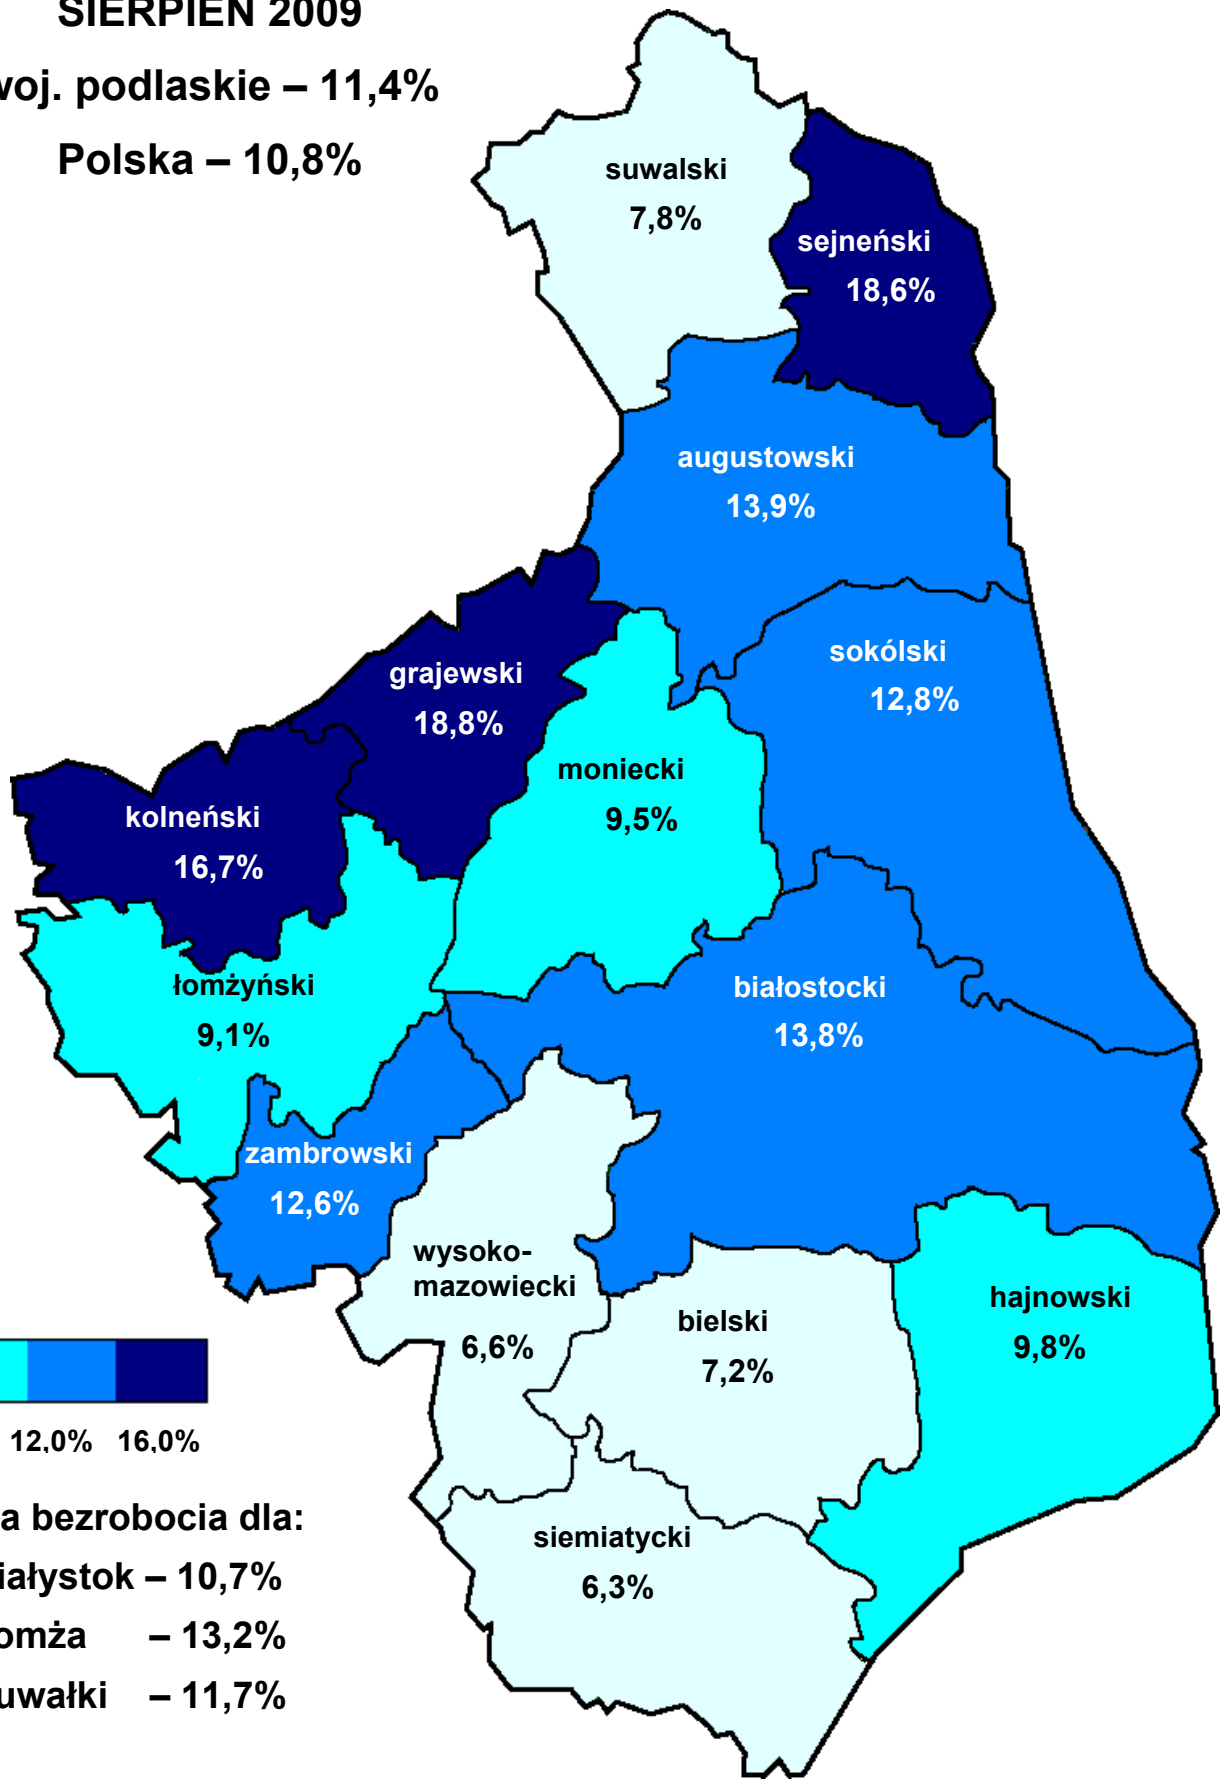 SIERPIEŃ 2009
woj. podlaskie – 11,4%
Polska – 10,8%
suwalski
7,8%
sejneński
18,6%
augustowski
13,9%
sokólski
12,8%
grajewski
18,8%
moniecki
9,5%
kolneński
16,7%
łomżyński
9,1%
białostocki
13,8%
zambrowski
12,6%
wysoko-
mazowiecki
6,6%
bielski
7,2%
hajnowski
9,8%
siemiatycki
6,3%
12,0% 16,0%
a bezrobocia dla:
iałystok – 10,7%
omża – 13,2%
uwałki – 11,7%